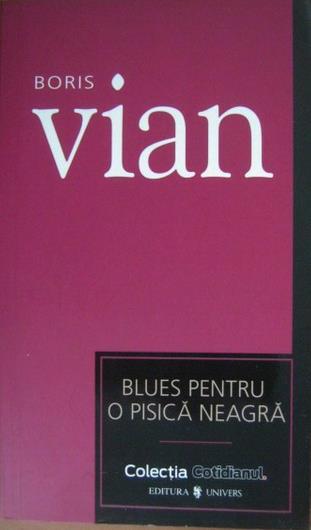 BORIS
vian
BLUES PENTRU
O PISICĂ NEAGRĂ
Colecția Cotidianul.
EDITURA UNIVERS